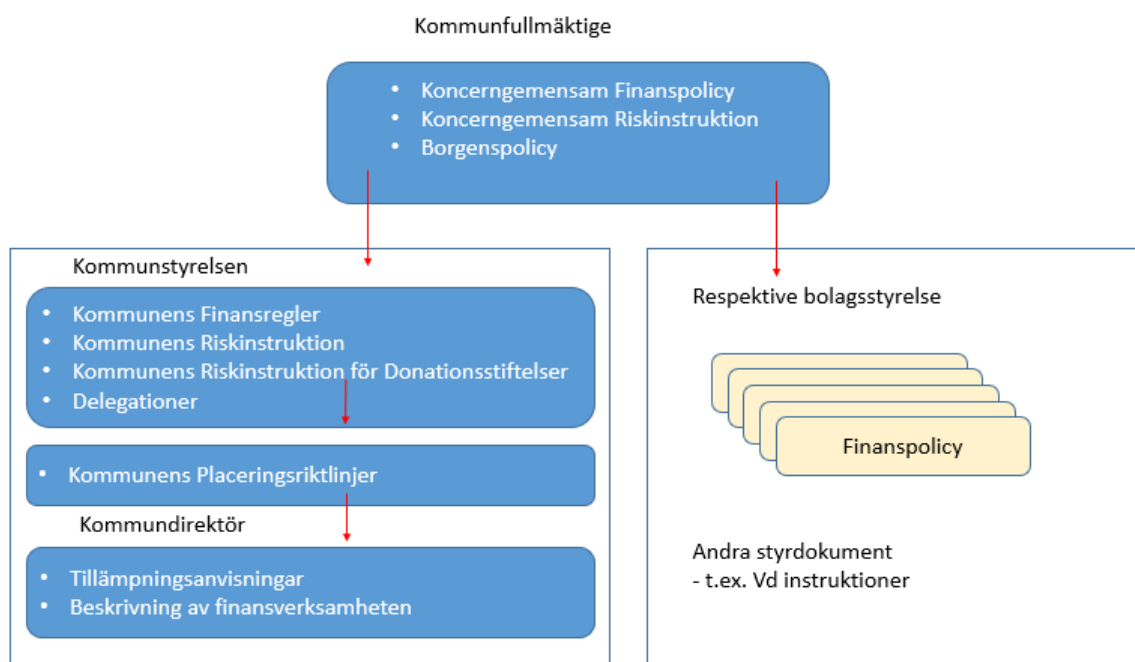 Kommunfullmäktige
• Koncerngemensam Finanspolicy
• Koncerngemensam Riskinstruktion
• Borgenspolicy
Kommunstyrelsen
• Kommunens Finansregler
• Kommunens Riskinstruktion
• Kommunens Riskinstruktion för Donationsstiftelser
• Delegationer
• Kommunens Placeringsriktlinjer
Kommundirektör
• Tillämpningsanvisningar
• Beskrivning av finansverksamheten
Respektive bolagsstyrelse
Finanspolicy
Andra styrdokument
- t.ex. Vd instruktioner